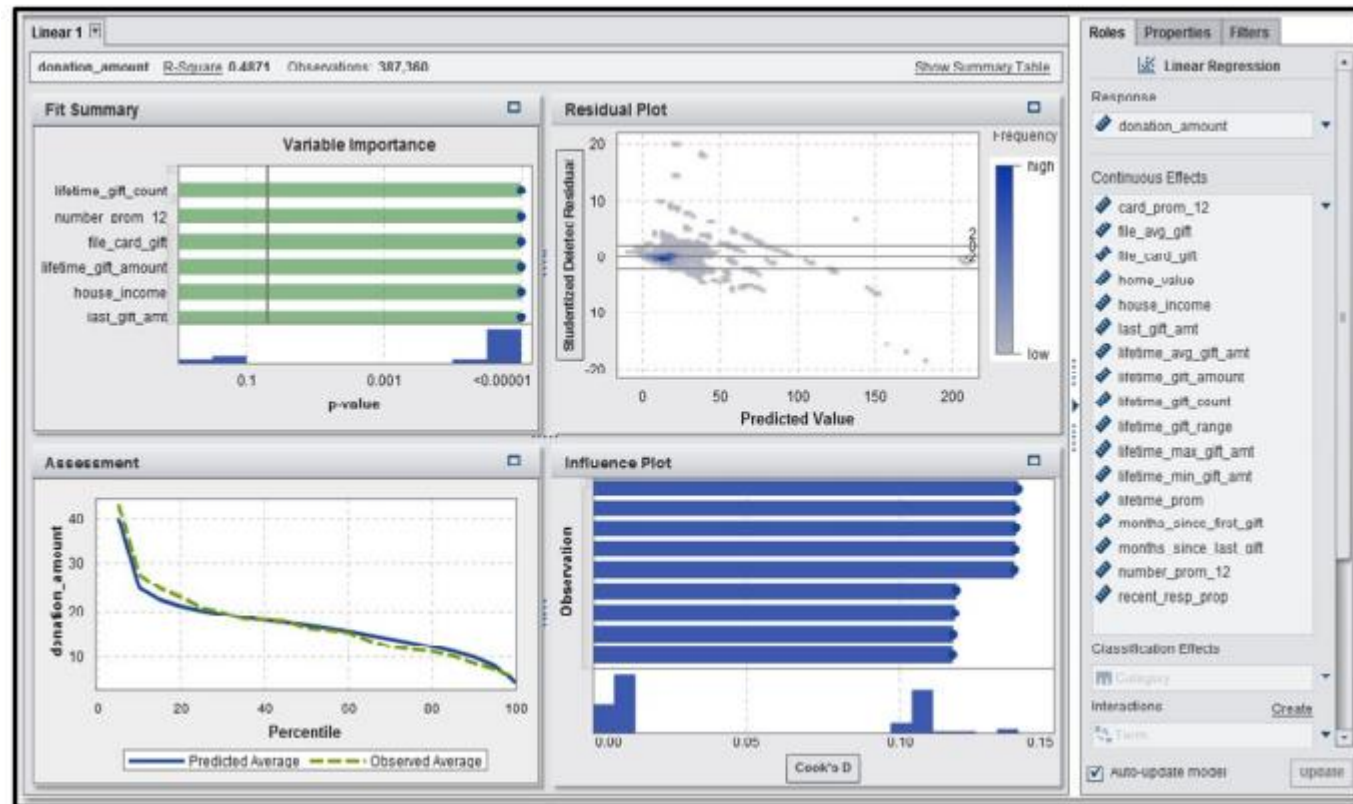 Linear 1
donation_amount R-Square 0.4871 Observations: 387,360 Show Summary Table
Fit Summary
Variable Importance
lifetime_gift_count
number_prom_12
file_card_gift
lifetime_gift_amount
house_income
last_gift_amt
0.1 0.001 <0.00001
p-value
Residual Plot
Studentized Deleted Residual
20
10
0
10
-20
2
0
-2
0 50 100 150 200
Predicted Value
Frequency
high
low
Assessment
donation_amount
40
30
20
10
0 20 40 60 80 100
Percentile
Predicted Average Observed Average
Influence Plot
Observation
0.00 0.05 0.10 0.15
Cook's D
Roles Properties Filters
Linear Regression
Response
donation_amount
Continuous Effects
card_prom_12
file_avg_gift
file_card_gift
home_value
house_income
last_gift_amt
lifetime_avg_gift_amt
lifetime_gift_amount
lifetime_gift_count
lifetime_gift_range
lifetime_max_gift_amt
lifetime_min_gift_amt
lifetime_prom
months_since_first_gift
months_since_last_gift
number_prom_12
recent_resp_prop
Classification Effects
Category
Interactions Create
Term
Auto-update model Update